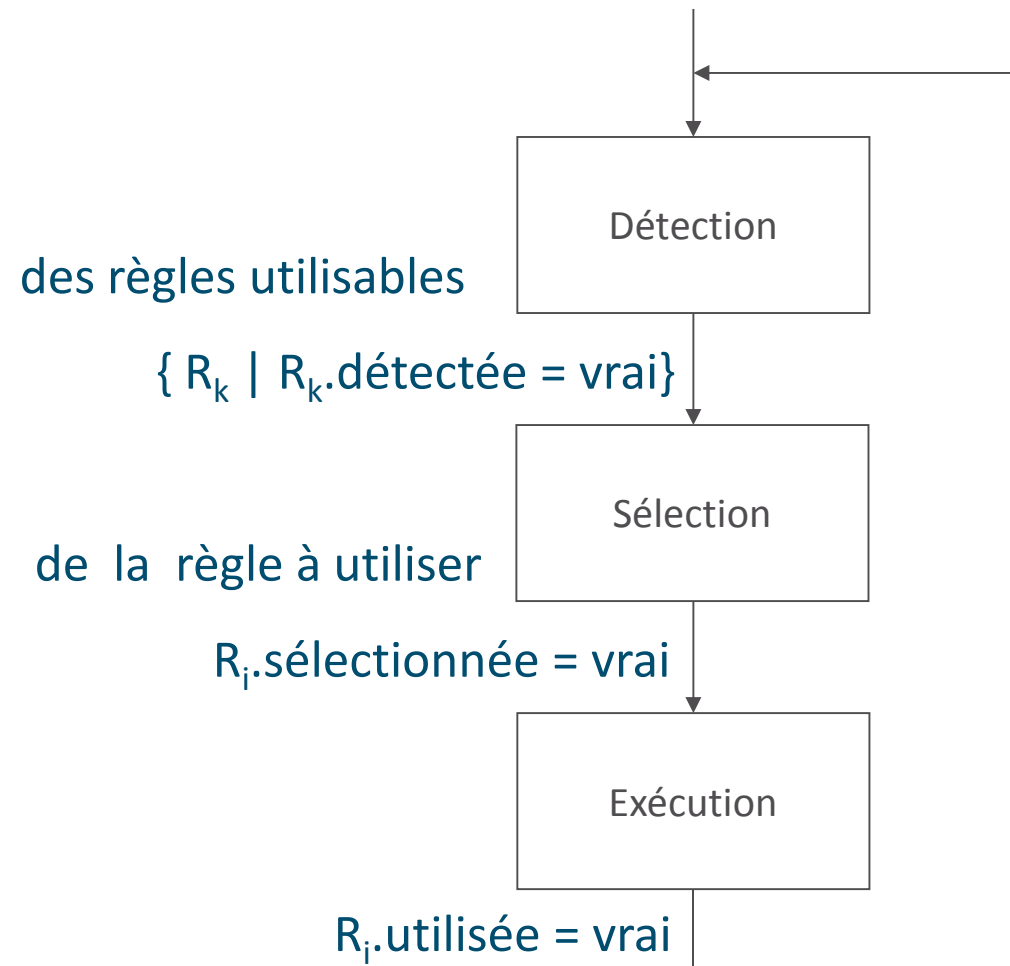 Détection
des règles utilisables
{ Rk | Rk.détectée = vrai}
Sélection
de la règle à utiliser
Ri.sélectionnée = vrai
Exécution
Ri.utilisée = vrai